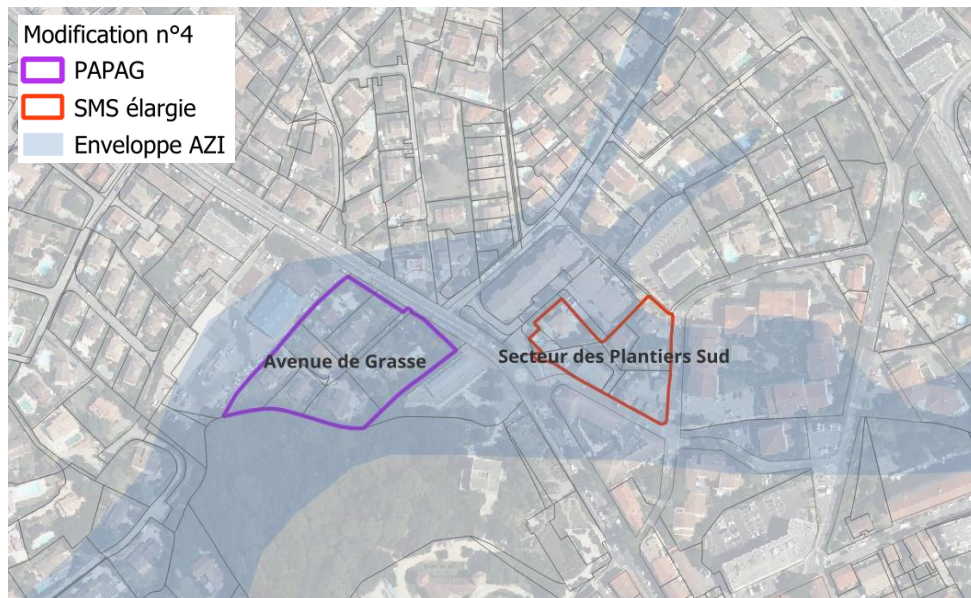 Modification n°4
PAPAG
SMS élargie
Enveloppe AZI
Avenue de Grasse
Secteur des Plantiers Sud